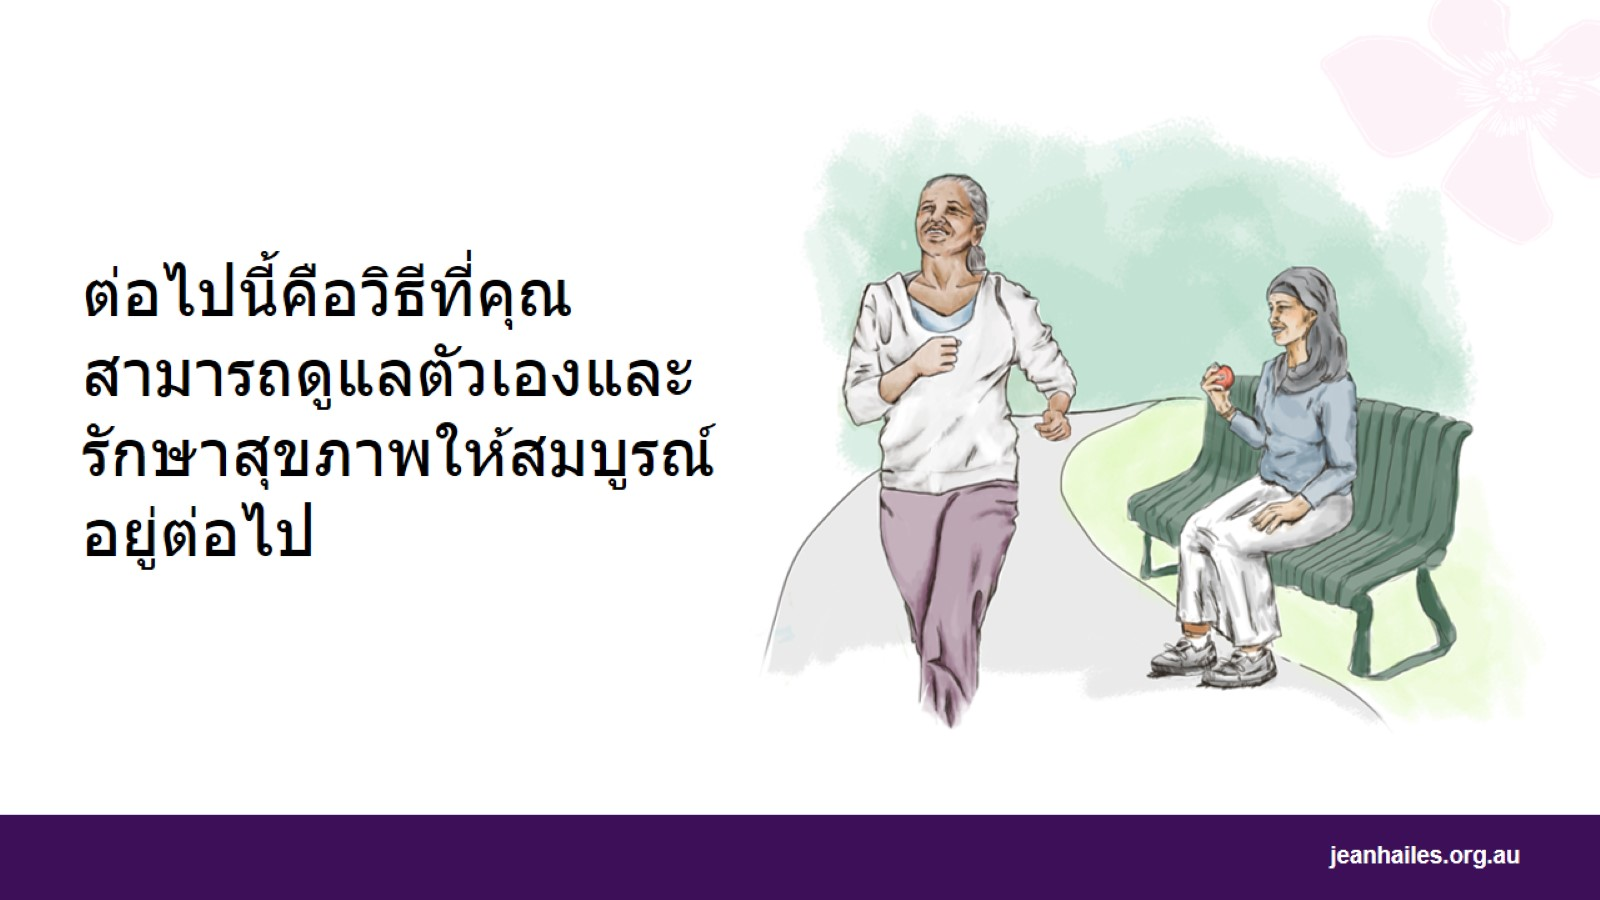 ต่อไปนี้คือวิธีที่คุณ
สามารถดูแลตัวเองและ
รักษาสุขภาพให้สมบูรณ์
อยู่ต่อไป
jeanhailes.org.au